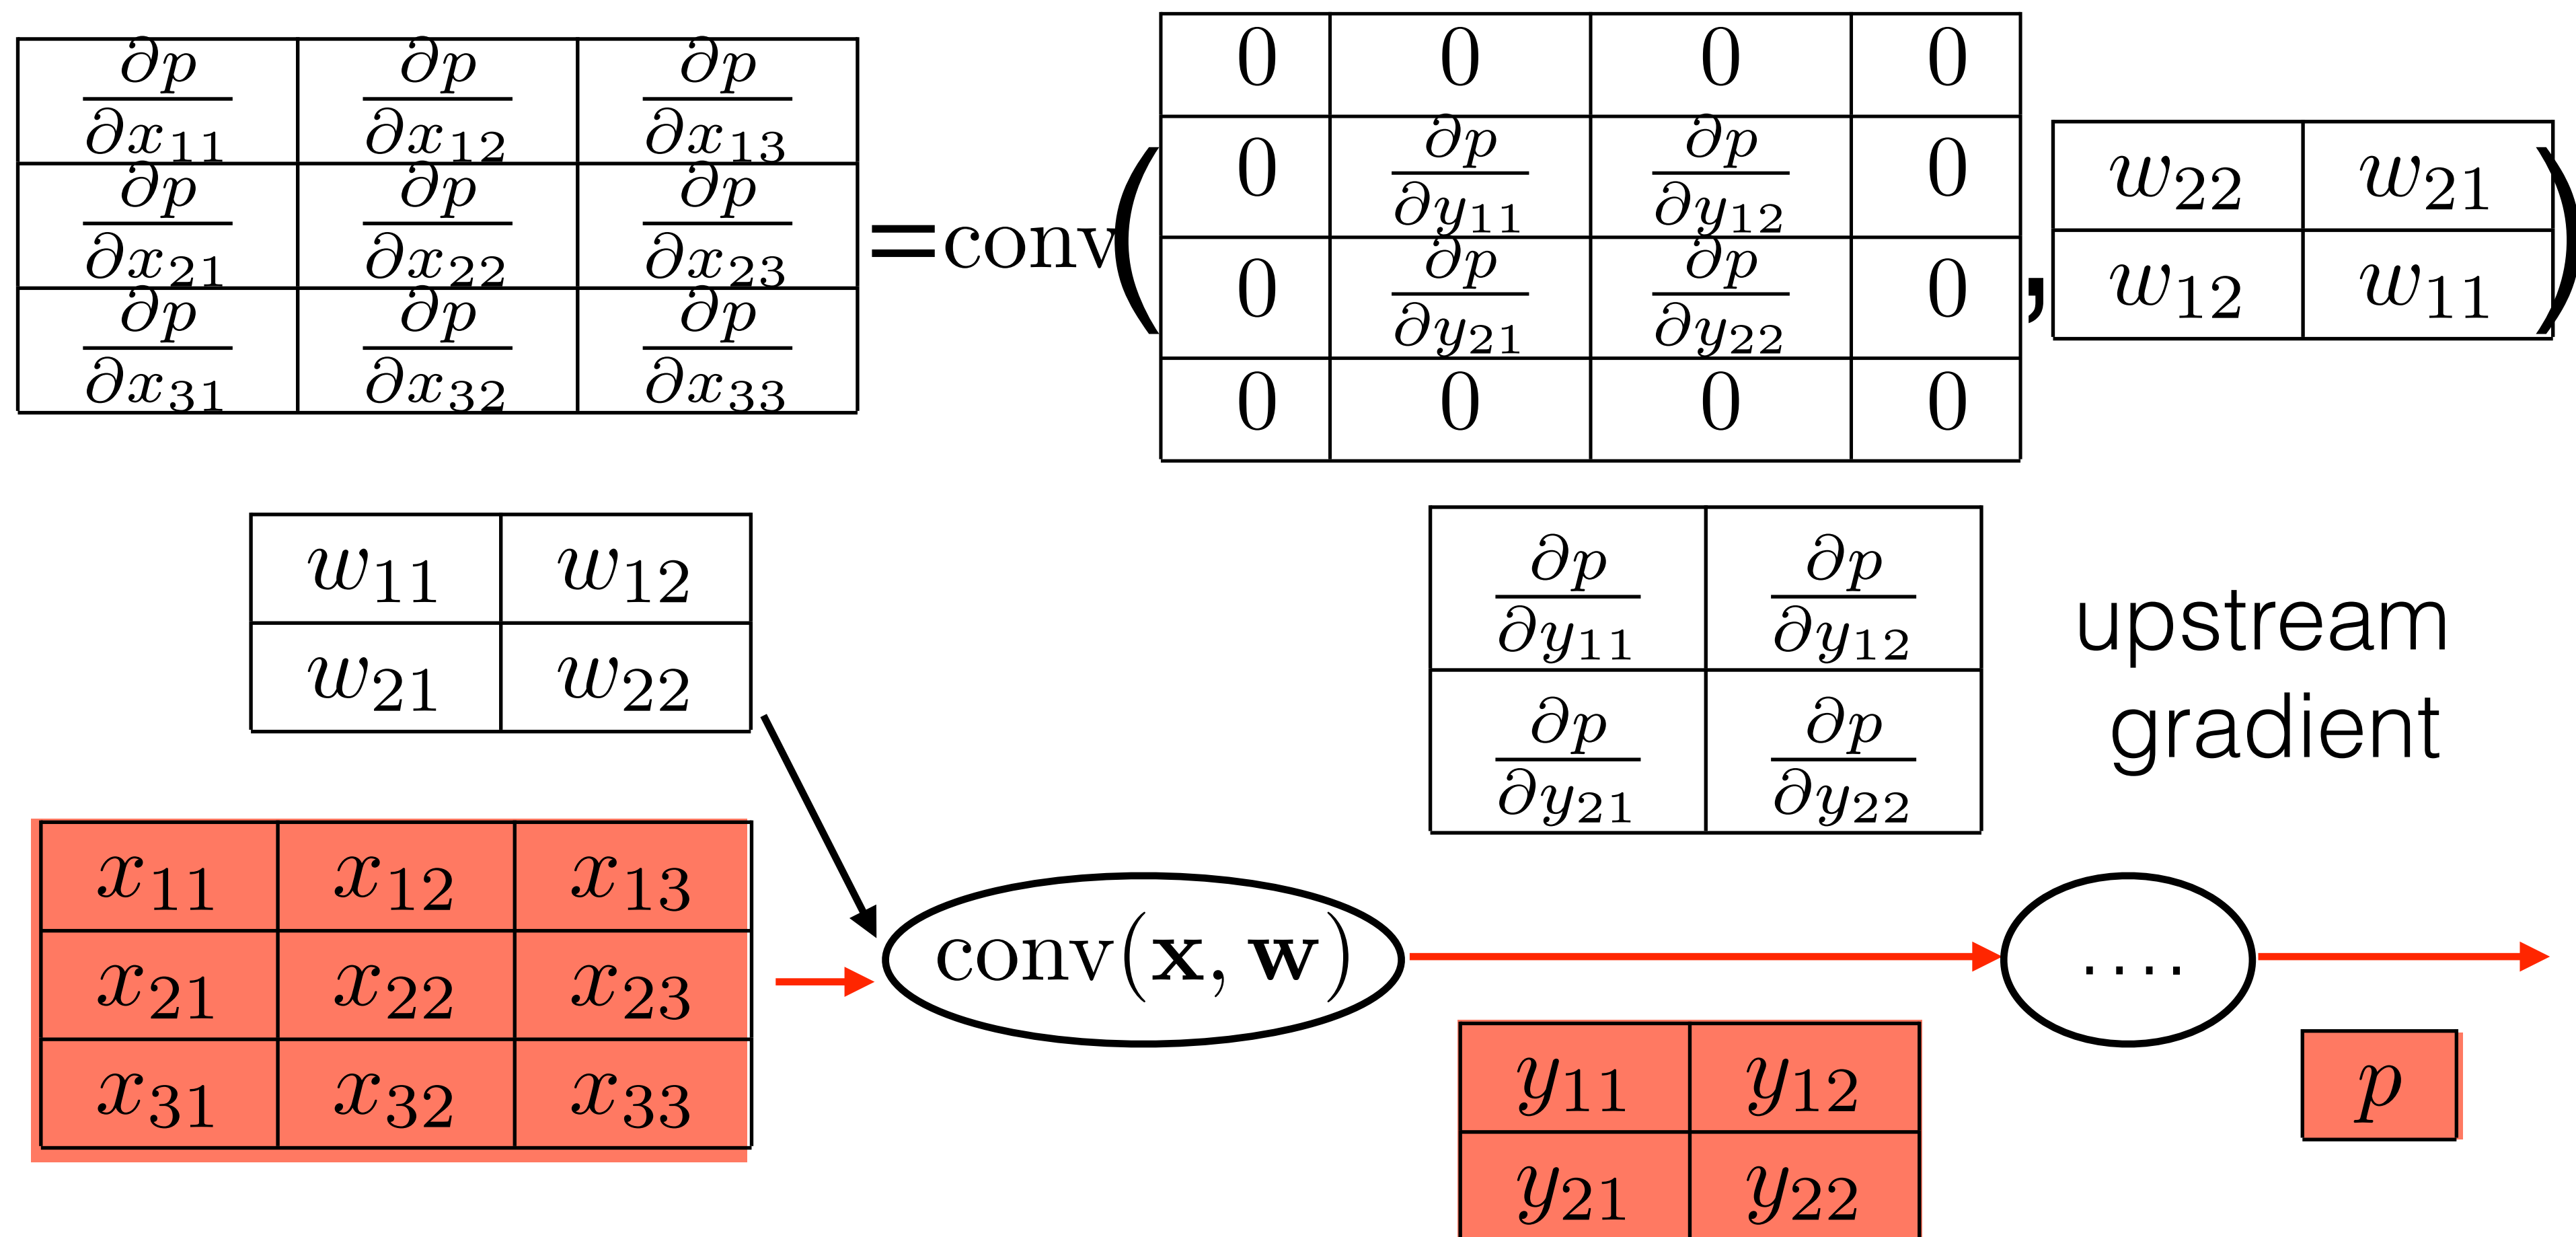 ∂p/∂x₁₁ ∂p/∂x₁₂ ∂p/∂x₁₃
∂p/∂x₂₁ ∂p/∂x₂₂ ∂p/∂x₂₃
∂p/∂x₃₁ ∂p/∂x₃₂ ∂p/∂x₃₃
=conv(
0 0 0 0
0 ∂p/∂y₁₁ ∂p/∂y₁₂ 0
0 ∂p/∂y₂₁ ∂p/∂y₂₂ 0
0 0 0 0
,
w₂₂ w₂₁
w₁₂ w₁₁
)
w₁₁ w₁₂
w₂₁ w₂₂
∂p/∂y₁₁ ∂p/∂y₁₂
∂p/∂y₂₁ ∂p/∂y₂₂
upstream
gradient
x₁₁ x₁₂ x₁₃
x₂₁ x₂₂ x₂₃
x₃₁ x₃₂ x₃₃
conv(x, w)
....
y₁₁ y₁₂
y₂₁ y₂₂
p